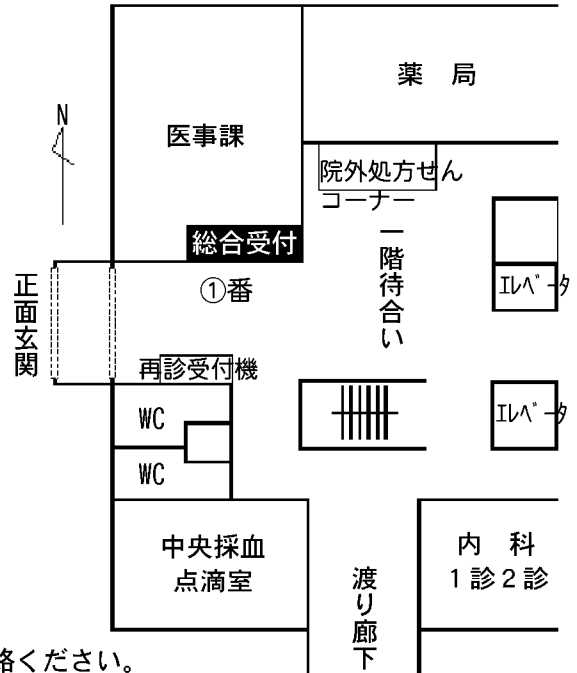 薬　局
N
医事課
院外処方せん
コーナー
総合受付
一階待合い
正面玄関
①番
ｴﾚﾍﾞｰﾀ
再診受付機
WC
ｴﾚﾍﾞｰﾀ
WC
中央採血
点滴室
内　科
１診２診
渡り廊下
絡ください。